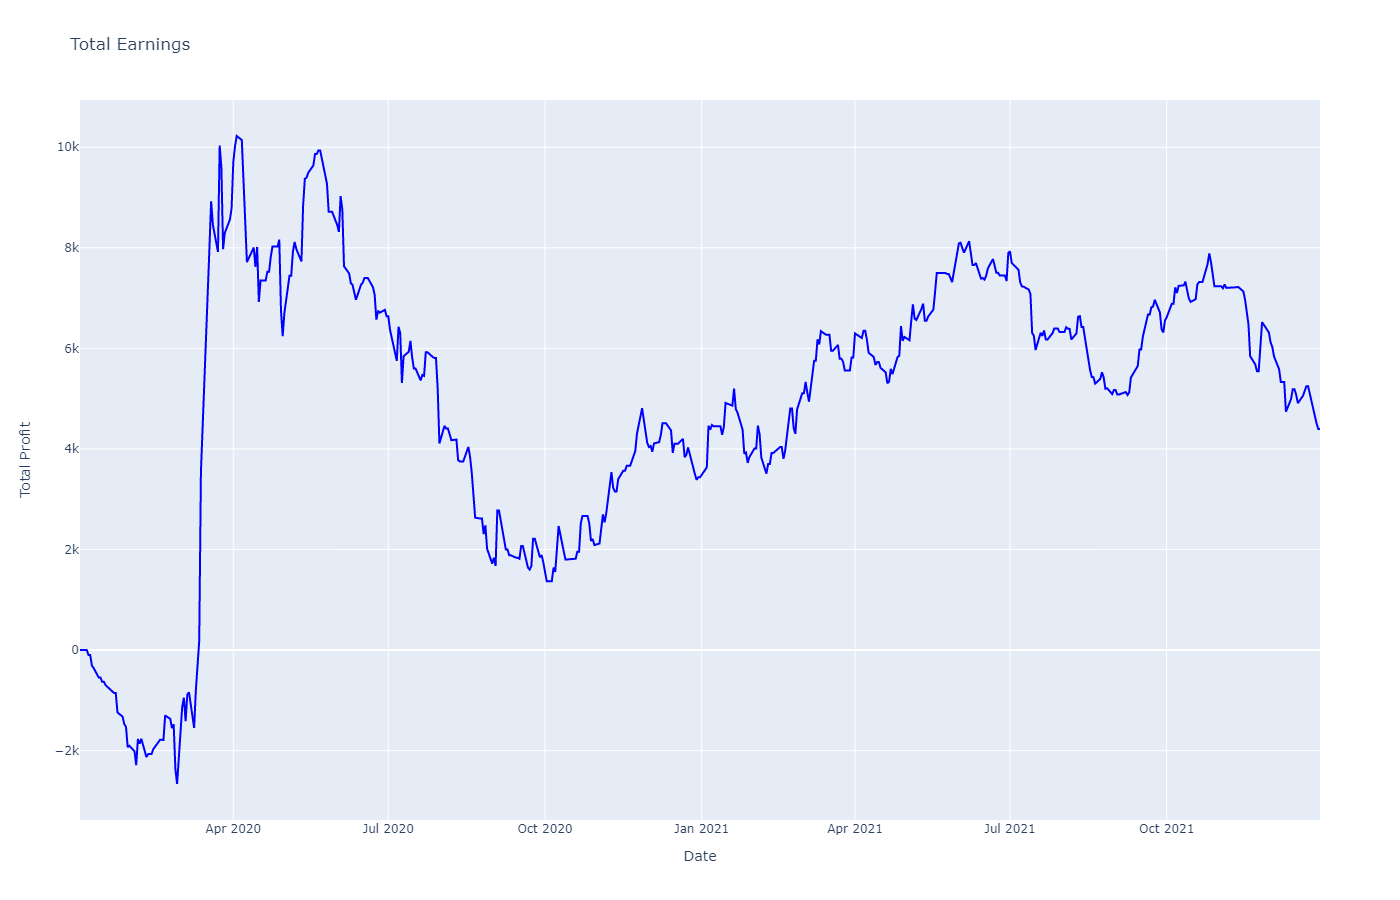 Total Earnings
10k
8k
6k
4k
2k
0
−2k
Total Profit
Apr 2020
Jul 2020
Oct 2020
Jan 2021
Apr 2021
Jul 2021
Oct 2021
Date